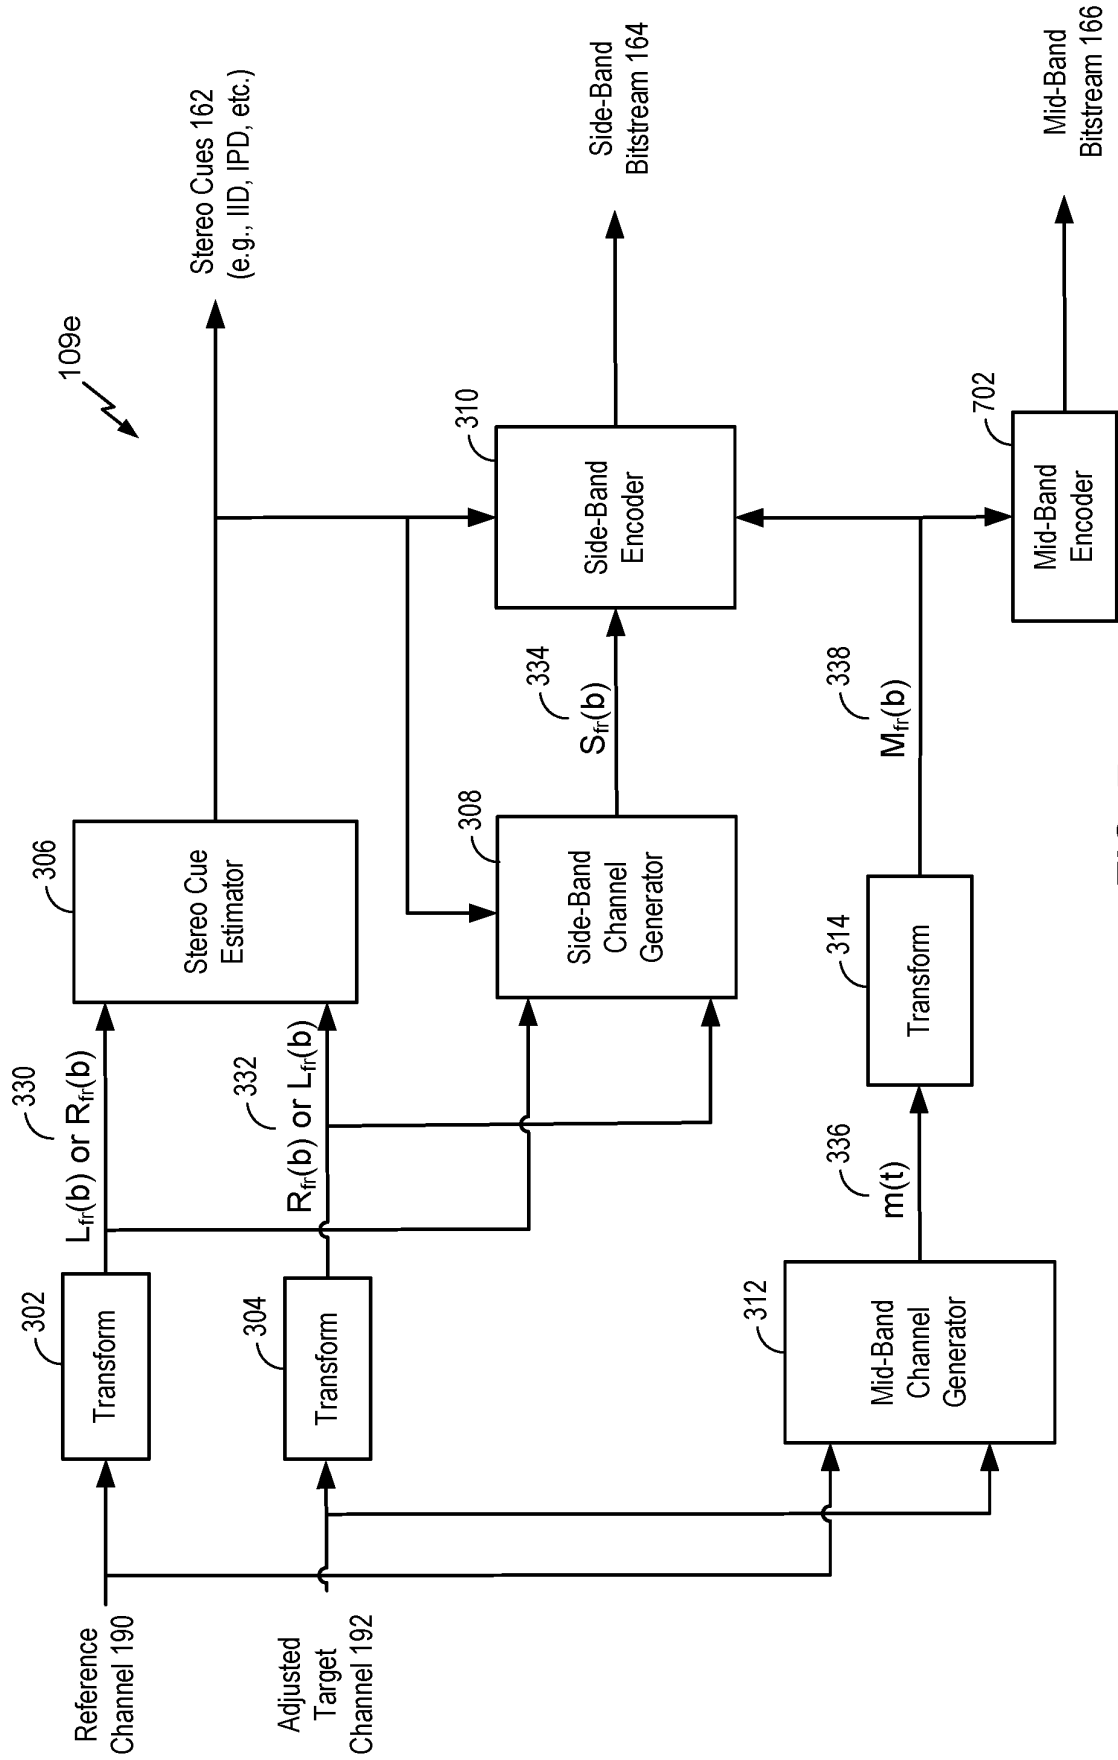 109e
Reference
Channel 190
Adjusted
Target
Channel 192
302
Transform
304
Transform
330
Lfr(b) or Rfr(b)
332
Rfr(b) or Lfr(b)
306
Stereo Cue
Estimator
Stereo Cues 162
(e.g., IID, IPD, etc.)
308
Side-Band
Channel
Generator
334
Sfr(b)
310
Side-Band
Encoder
Side-Band
Bitstream 164
312
Mid-Band
Channel
Generator
336
m(t)
314
Transform
338
Mfr(b)
702
Mid-Band
Encoder
Mid-Band
Bitstream 166